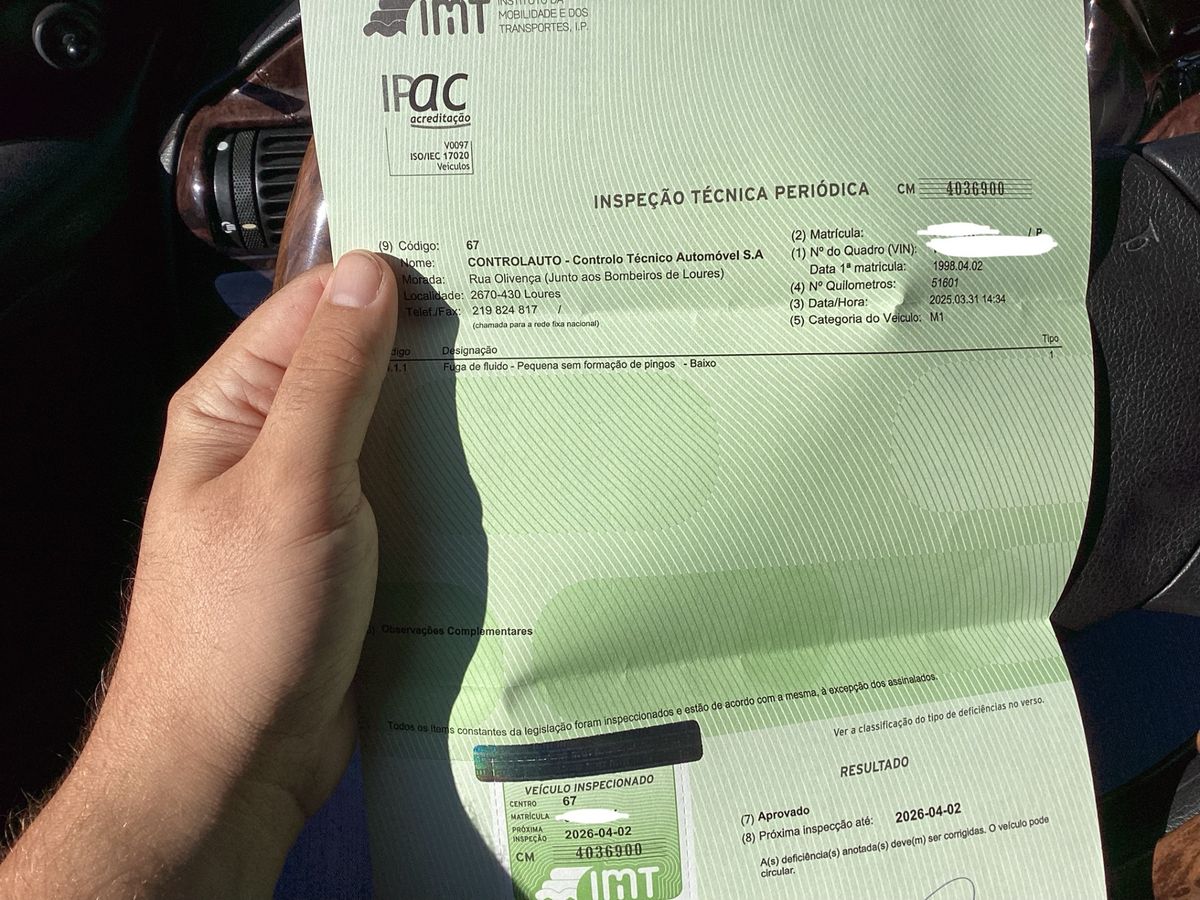 IMT
INSTITUTO DA
MOBILIDADE E DOS
TRANSPORTES, I.P.
IPAC
acreditação
V0097
ISO/IEC 17020
Veículos
INSPEÇÃO TÉCNICA PERIÓDICA CM 4036900
(9) Código: 67
Nome: CONTROLAUTO - Controlo Técnico Automóvel S.A
Morada: Rua Olivença (Junto aos Bombeiros de Loures)
Localidade: 2670-430 Loures
Telef./Fax: 219 824 817 /
(chamada para a rede fixa nacional)
(2) Matrícula: / P
(1) Nº do Quadro (VIN):
Data 1ª matricula: 1998.04.02
(4) Nº Quilometros: 51601
(3) Data/Hora: 2025.03.31 14:34
(5) Categoria do Veículo: M1
Designação Tipo
.1.1 Fuga de fluido - Pequena sem formação de pingos - Baixo 1
Observações Complementares
Todos os items constantes da legislação foram inspeccionados e estão de acordo com a mesma, à excepção dos assinalados.
Ver a classificação do tipo de deficiências no verso.
VEÍCULO INSPECIONADO
CENTRO 67
MATRÍCULA
PRÓXIMA
INSPEÇÃO 2026-04-02
CM 4036900
IMT
RESULTADO
(7) Aprovado
(8) Próxima inspecção até: 2026-04-02
A(s) deficiência(s) anotada(s) deve(m) ser corrigidas. O veículo pode
circular.